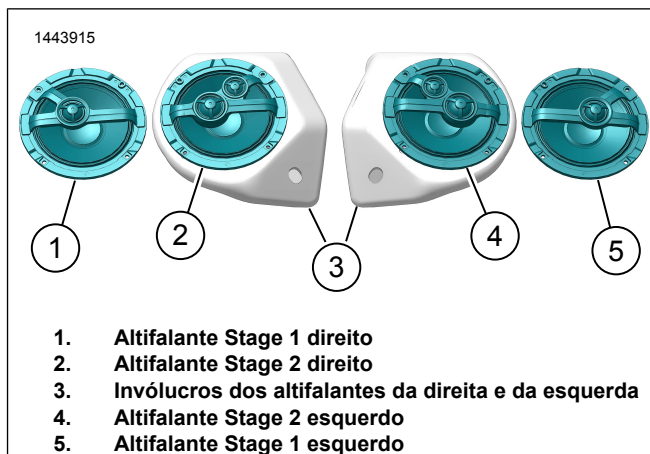 1443915
1 2 3 4 5
1. Altifalante Stage 1 direito
2. Altifalante Stage 2 direito
3. Invólucros dos altifalantes da direita e da esquerda
4. Altifalante Stage 2 esquerdo
5. Altifalante Stage 1 esquerdo